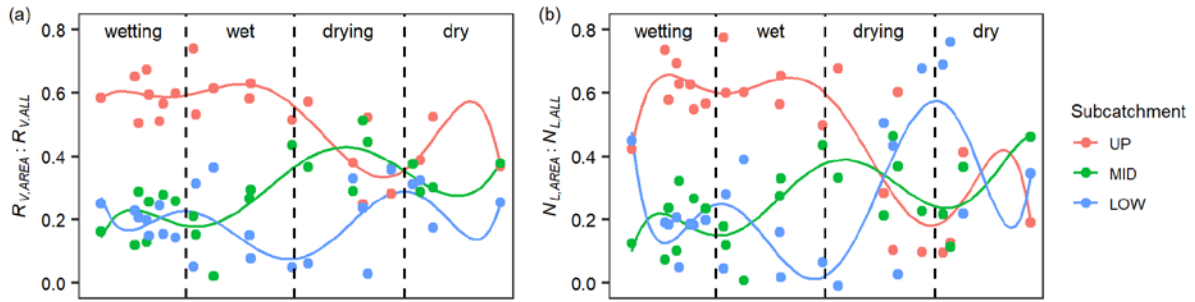 (a)
wetting wet drying dry
0.8
0.6
0.4
0.2
0.0
R_V,AREA : R_V,ALL
(b)
wetting wet drying dry
0.8
0.6
0.4
0.2
0.0
N_L,AREA : N_L,ALL
Subcatchment
UP
MID
LOW